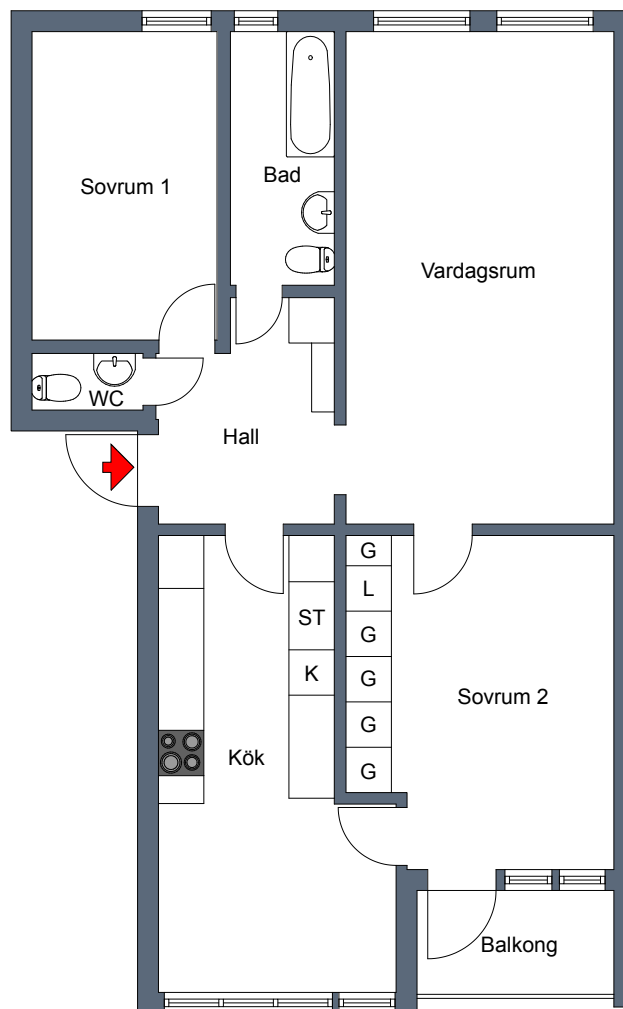 Sovrum 1
Bad
Vardagsrum
WC
Hall
G
L
G
G
G
G
ST
K
Sovrum 2
Kök
Balkong